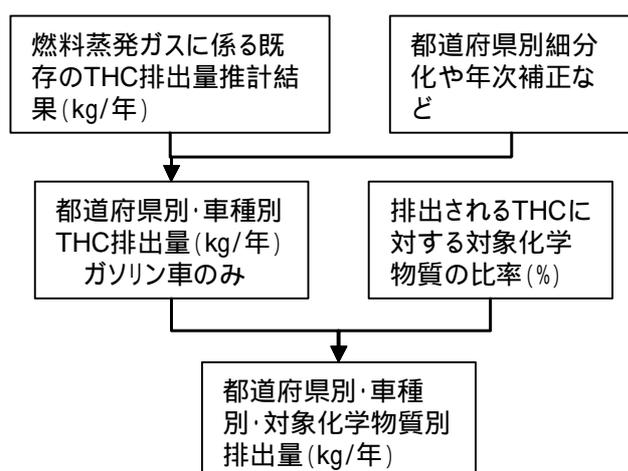 燃料蒸発ガスに係る既
存のTHC排出量推計結
果(kg/年)
都道府県別細分
化や年次補正な
ど
都道府県別・車種別
THC排出量(kg/年)
ガソリン車のみ
排出されるTHCに
対する対象化学
物質の比率(%)
都道府県別・車種
別・対象化学物質別
排出量(kg/年)